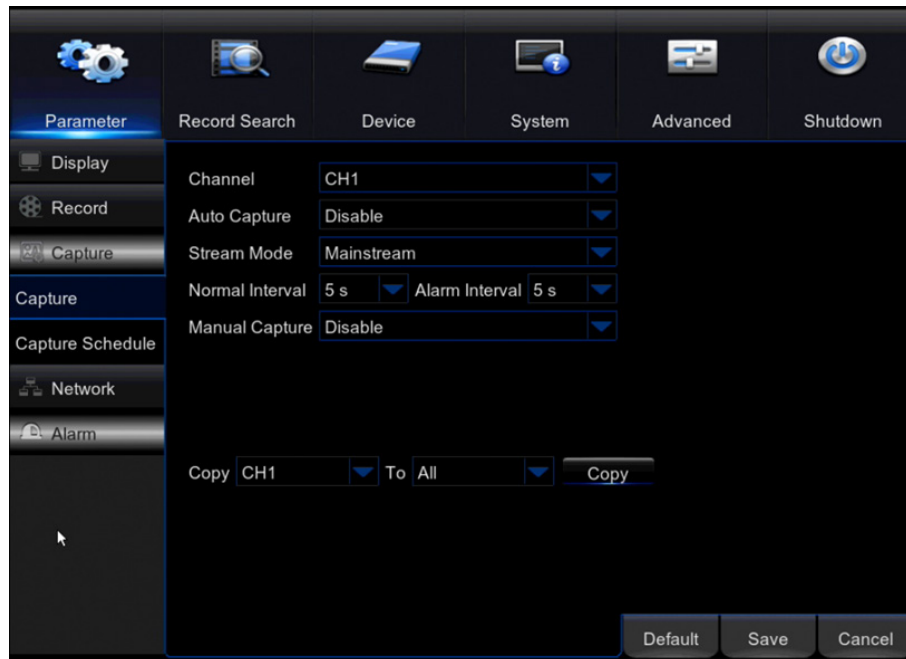 Parameter Record Search Device System Advanced Shutdown
Display
Record
Capture
Capture
Capture Schedule
Network
Alarm
Channel CH1
Auto Capture Disable
Stream Mode Mainstream
Normal Interval 5 s Alarm Interval 5 s
Manual Capture Disable
Copy CH1 To All Copy
Default Save Cancel